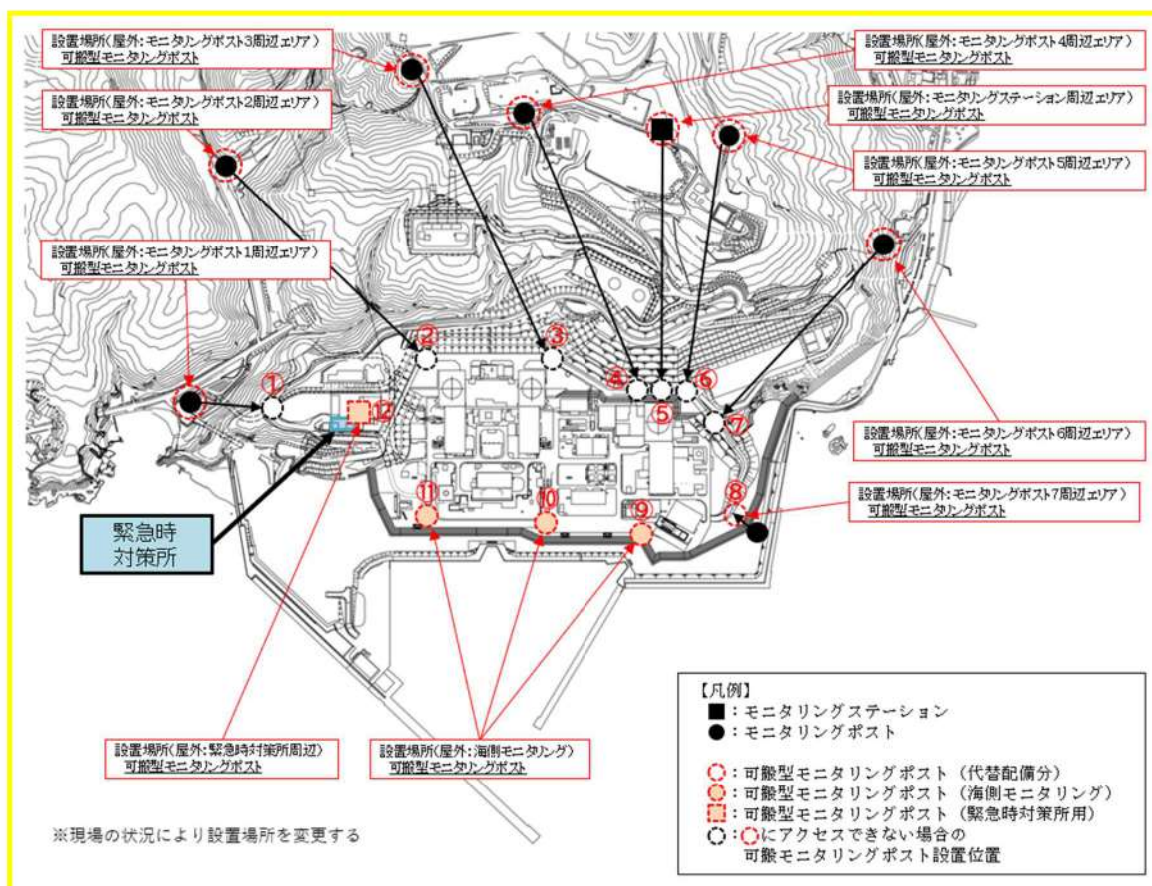 設置場所(屋外:モニタリングポスト3周辺エリア)
可搬型モニタリングポスト
設置場所(屋外:モニタリングポスト4周辺エリア)
可搬型モニタリングポスト
設置場所(屋外:モニタリングポスト2周辺エリア)
可搬型モニタリングポスト
設置場所(屋外:モニタリングステーション周辺エリア)
可搬型モニタリングポスト
設置場所(屋外:モニタリングポスト5周辺エリア)
可搬型モニタリングポスト
設置場所(屋外:モニタリングポスト1周辺エリア)
可搬型モニタリングポスト
②
③
①
④
⑥
⑤
⑫
⑦
設置場所(屋外:モニタリングポスト6周辺エリア)
可搬型モニタリングポスト
⑪
⑩
⑨
⑧
設置場所(屋外:モニタリングポスト7周辺エリア)
可搬型モニタリングポスト
緊急時
対策所
設置場所(屋外:緊急時対策所周辺)
可搬型モニタリングポスト
設置場所(屋外:海側モニタリング)
可搬型モニタリングポスト
※現場の状況により設置場所を変更する
【凡例】
■:モニタリングステーション
●:モニタリングポスト
○:可搬型モニタリングポスト(代替配備分)
○:可搬型モニタリングポスト(海側モニタリング)
□:可搬型モニタリングポスト(緊急時対策所用)
○:○にアクセスできない場合の
可搬モニタリングポスト設置位置